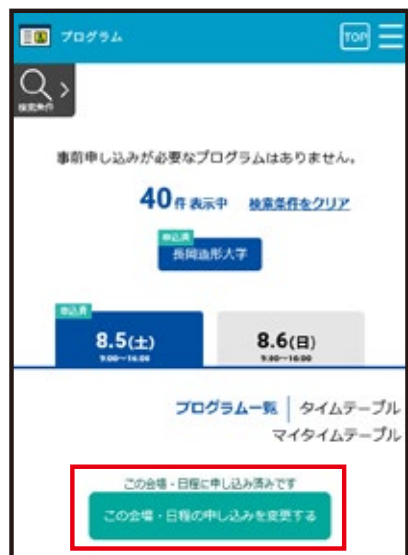 プログラム
TOP
検索条件
事前申し込みが必要なプログラムはありません。
40件 表示中 検索条件をクリア
申込済
長岡造形大学
申込済
8.5(土)
9:00〜16:00
8.6(日)
9:00〜16:00
プログラム一覧 | タイムテーブル
マイタイムテーブル
この会場・日程に申し込み済みです
この会場・日程の申し込みを変更する